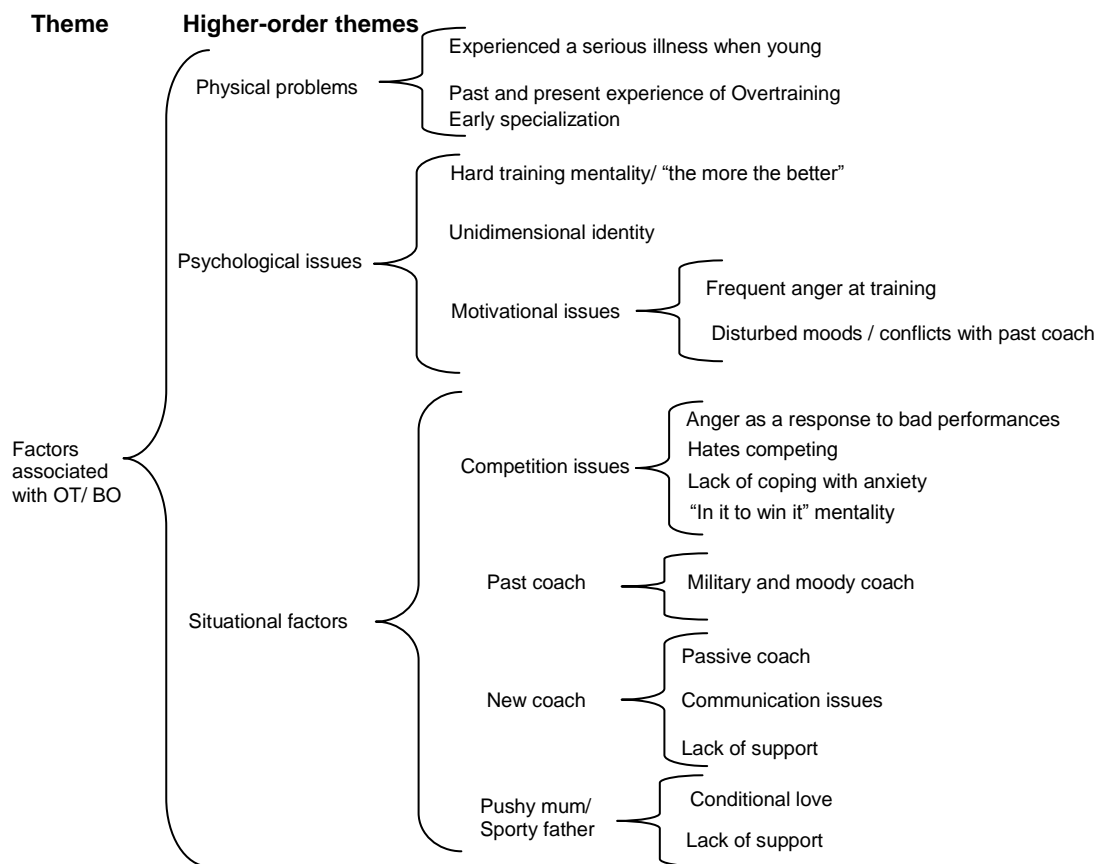 Theme
Higher-order themes
Experienced a serious illness when young
Physical problems
Past and present experience of Overtraining
Early specialization
Hard training mentality/ “the more the better”
Unidimensional identity
Psychological issues
Frequent anger at training
Motivational issues
Disturbed moods / conflicts with past coach
Factors
associated
with OT/ BO
Anger as a response to bad performances
Hates competing
Competition issues
Lack of coping with anxiety
“In it to win it” mentality
Past coach
Military and moody coach
Situational factors
Passive coach
New coach
Communication issues
Lack of support
Pushy mum/
Sporty father
Conditional love
Lack of support